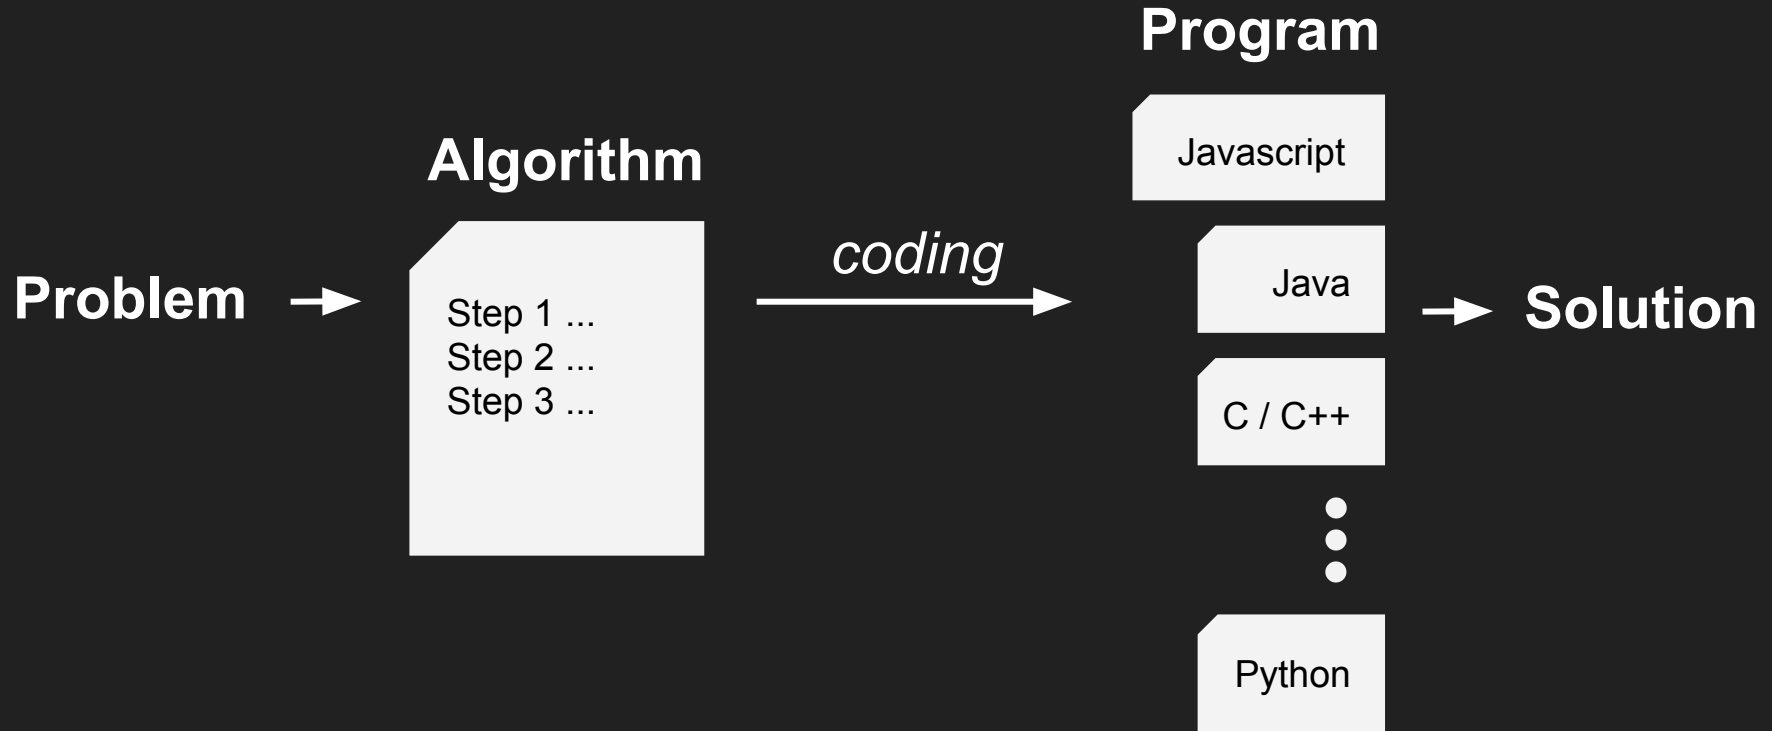 Problem
Algorithm
Step 1 ...
Step 2 ...
Step 3 ...
coding
Program
Javascript
Java
C / C++
Python
Solution